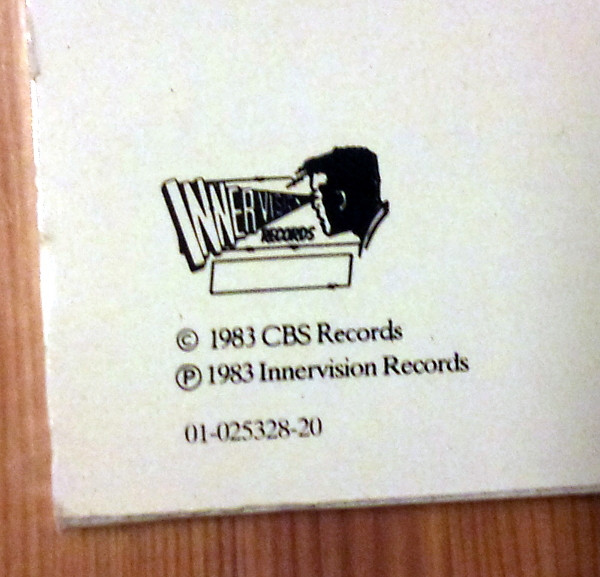 INNERVISION
RECORDS
© 1983 CBS Records
℗ 1983 Innervision Records
01-025328-20